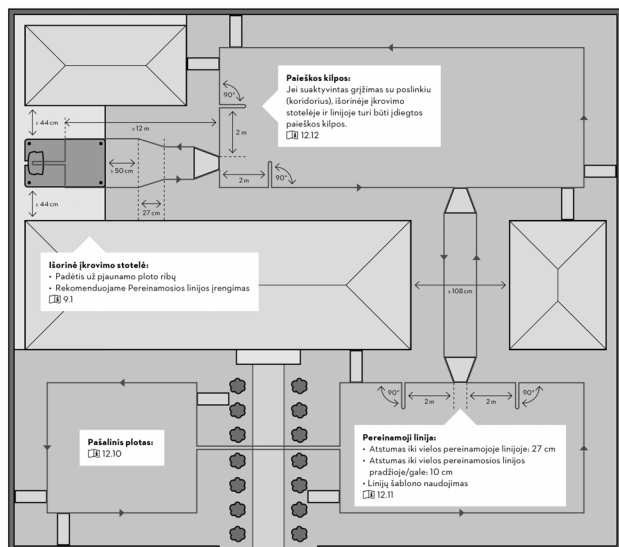 90°
Paieškos kilpos:
Jei suaktyvintas grįžimas su poslinkiu
(koridorius), išorinėje įkrovimo
stotelėje ir linijoje turi būti įdiegtos
paieškos kilpos.
12.12
± 44 cm
± 12 m
2 m
± 50 cm
2 m
90°
± 44 cm
27 cm
Išorinė įkrovimo stotelė:
• Padėtis už pjaunamo ploto ribų
• Rekomenduojame Pereinamosios linijos įrengimas
9.1
± 108 cm
90°
2 m
2 m
90°
Pašalinis plotas:
12.10
Pereinamoji linija:
• Atstumas iki vielos pereinamojoje linijoje: 27 cm
• Atstumas iki vielos pereinamosios linijos
pradžioje/gale: 10 cm
• Linijų šablono naudojimas
12.11